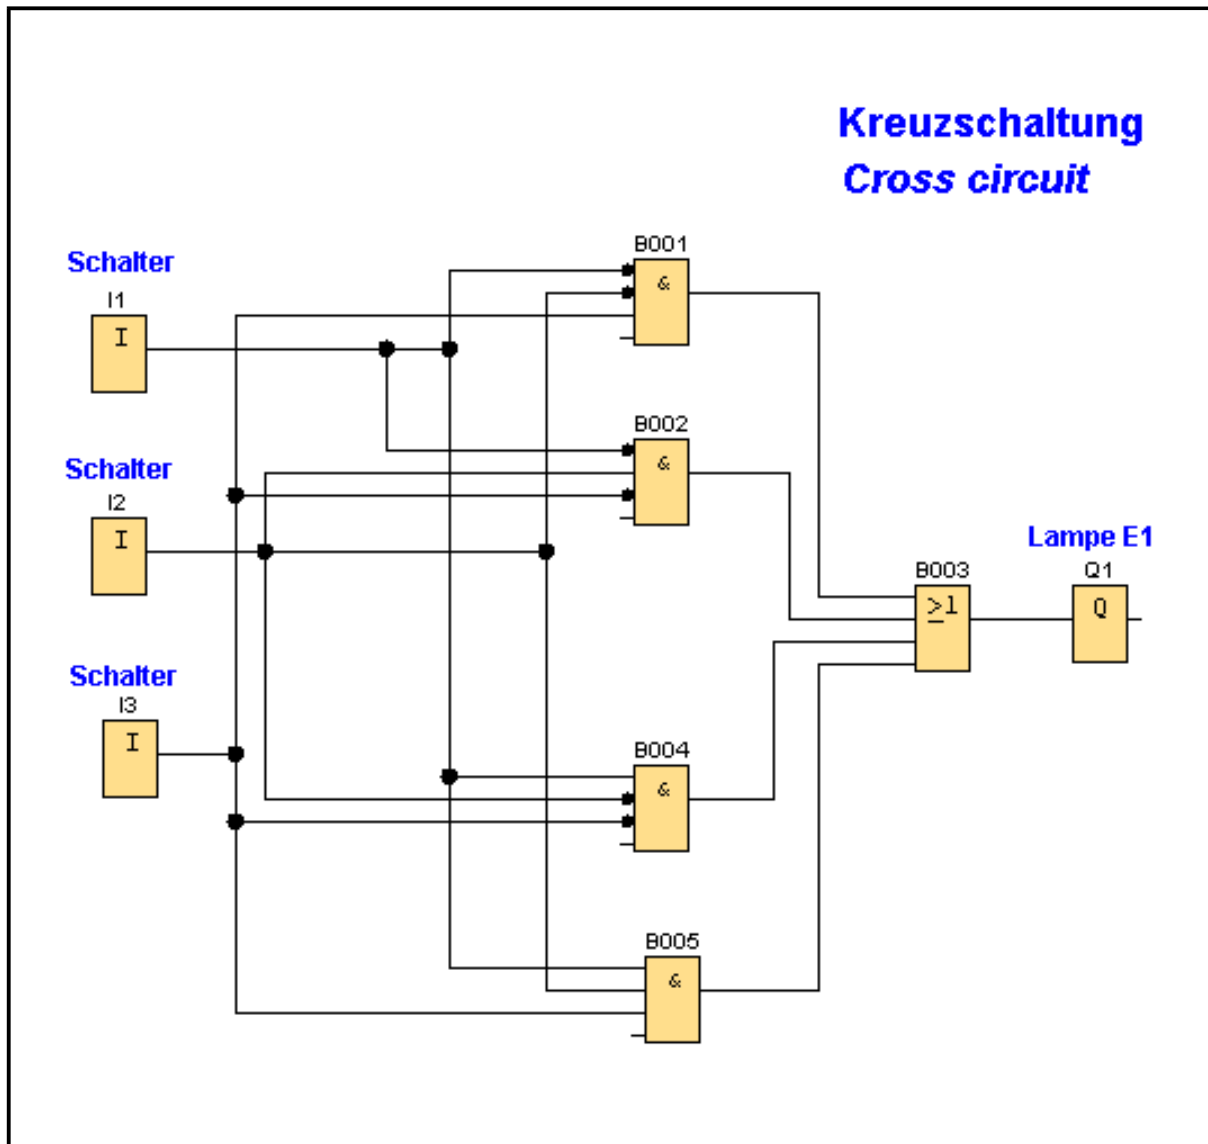 Kreuzschaltung
Cross circuit
B001
&
Schalter
I1
I
B002
&
Schalter
I2
I
Lampe E1
B003
>1
Q1
Q
Schalter
I3
I
B004
&
B005
&